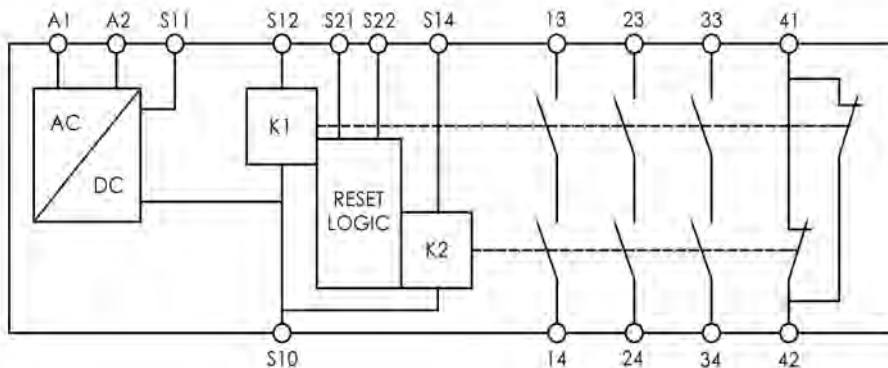 A1 A2 S11 S12 S21 S22 S14 13 23 33 41
AC
DC
K1
RESET
LOGIC
K2
S10 14 24 34 42